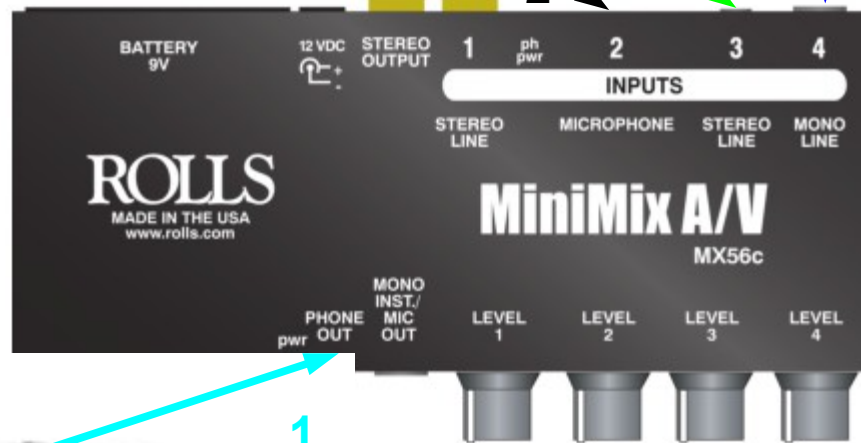 BATTERY
9V
12 VDC
+
-
STEREO
OUTPUT
1
ph
pwr
2
3
4
INPUTS
STEREO
LINE
MICROPHONE
STEREO
LINE
MONO
LINE
ROLLS
MADE IN THE USA
www.rolls.com
MiniMix A/V
MX56c
MONO
INST./
MIC
OUT
PHONE
OUT
pwr
LEVEL
1
LEVEL
2
LEVEL
3
LEVEL
4
1